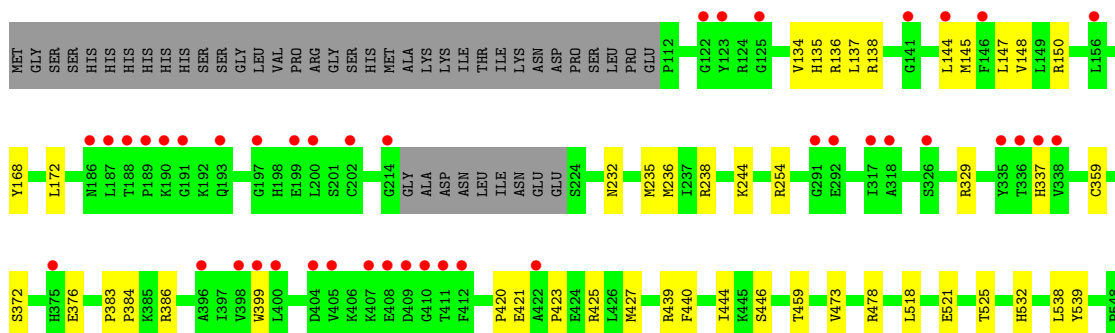 MET GLY SER SER HIS HIS HIS HIS HIS HIS SER SER GLY LEU VAL PRO ARG GLY SER HIS MET ALA LYS LYS ILE THR ILE ILE LYS ASN ASP PRO SER LEU PRO GLU P112 G122 Y123 R124 G125 V134 H135 R136 L137 R138 G141 L144 M145 F146 L147 V148 L149 R150 L156
Y168 L172 N186 L187 T188 P189 K190 G191 K192 Q193 G197 H198 E199 L200 S201 C202 G214 GLY ALA ASP ASN LEU ILE ASN GLU GLU S224 N232 M235 M236 I237 R238 K244 R254 G291 E292 I317 A318 S326 R329 Y335 T336 H337 V338 C359
S372 H375 E376 P383 P384 K385 R386 A396 I397 V398 W399 L400 D404 V405 K406 K407 E408 D409 G410 T411 F412 P420 E421 A422 P423 E424 R425 L426 M427 R439 F440 I444 K445 S446 T459 V473 R478 L518 E521 T525 H532 L538 Y539